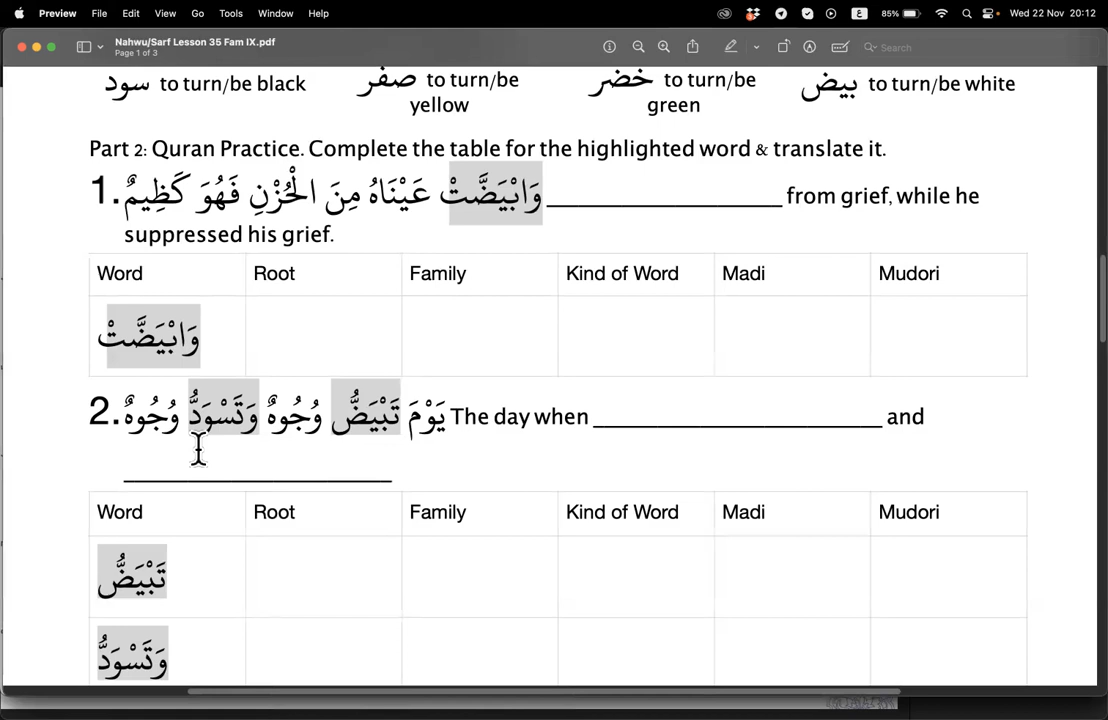 Preview File Edit View Go Tools Window Help 85% Wed 22 Nov 20:12
Nahwu/Sarf Lesson 35 Fam IX.pdf
Page 1 of 3
Search
سود to turn/be black صفر to turn/be yellow خضر to turn/be green بيض to turn/be white
Part 2: Quran Practice. Complete the table for the highlighted word & translate it.
1. وَابْيَضَّتْ عَيْنَاهُ مِنَ الْحُزْنِ فَهُوَ كَظِيمٌ ____________________ from grief, while he
suppressed his grief.
Word Root Family Kind of Word Madi Mudori
وَابْيَضَّتْ
2. يَوْمَ تَبْيَضُّ وُجُوهٌ وَتَسْوَدُّ وُجُوهٌ The day when ________________________ and
______________________
Word Root Family Kind of Word Madi Mudori
تَبْيَضُّ
وَتَسْوَدُّ